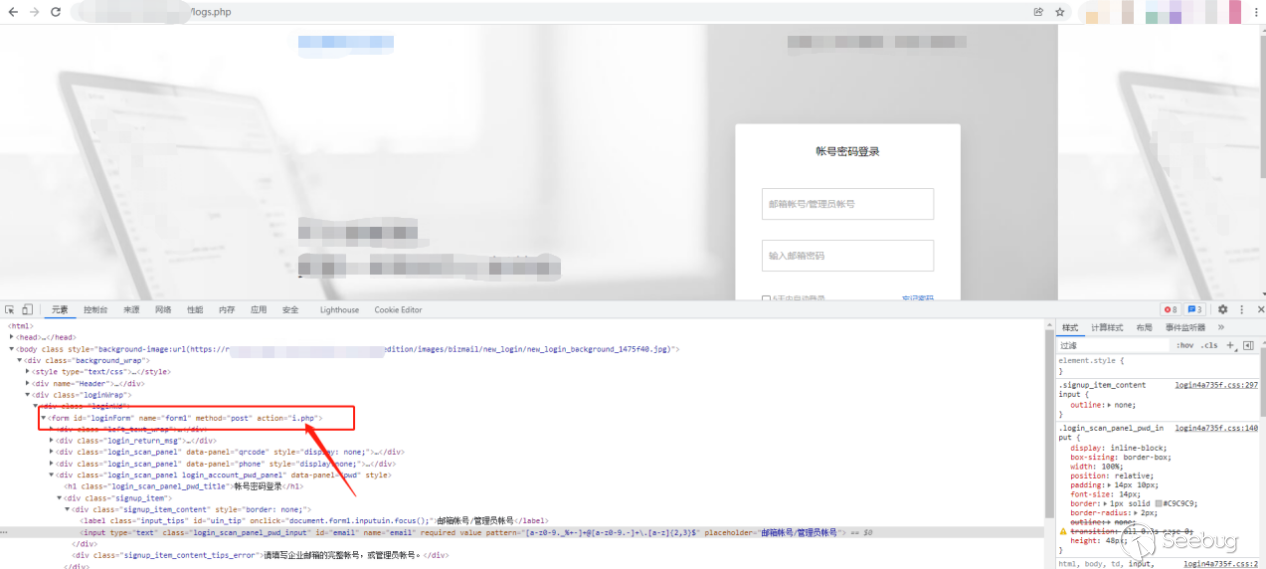 /logs.php
帐号密码登录
邮箱帐号/管理员帐号
输入邮箱密码
5天内自动登录 忘记密码
元素 控制台 来源 网络 性能 内存 应用 安全 Lighthouse Cookie Editor 8 3
<html>
<head>…</head>
<body class style="background-image:url(https://r edition/images/bizmail/new_login/new_login_background_1475f40.jpg)">
<div class="background_wrap">
<style type="text/css">…</style>
<div name="Header">…</div>
<div class="loginWrap">
<form id="loginForm" name="form1" method="post" action="i.php">
<div class="left_text_wrap">…</div>
<div class="login_return_msg">…</div>
<div class="login_scan_panel" data-panel="qrcode" style="display: none;">…</div>
<div class="login_scan_panel" data-panel="phone" style="display:none;">…</div>
<div class="login_scan_panel login_account_pwd_panel" data-panel="pwd" style>
<h1 class="login_scan_panel_pwd_title">帐号密码登录</h1>
<div class="signup_item">
<div class="signup_item_content" style="border: none;">
<label class="input_tips" id="uin_tip" onclick="document.form1.inputuin.focus();">邮箱帐号/管理员帐号</label>
<input type="text" class="login_scan_panel_pwd_input" id="email" name="email" required value pattern="[a-z0-9._%+-]+@[a-z0-9.-]+\.[a-z]{2,3}$" placeholder="邮箱帐号/管理员帐号"> == $0
</div>
<div class="signup_item_content_tips_error">请填写企业邮箱的完整帐号，或管理员帐号。</div>
</div>
样式 计算样式 布局 事件监听器 »
过滤 :hov .cls +
element.style {
}
.signup_item_content login4a735f.css:297
input {
outline: none;
}
.login_scan_panel_pwd_in login4a735f.css:140
put {
display: inline-block;
box-sizing: border-box;
width: 100%;
position: relative;
padding: 14px 10px;
font-size: 14px;
border: 1px solid #C9C9C9;
border-radius: 2px;
outline: none;
transition: all 0.3s ease 0;
height: 48px;
}
html, body, td, input, login4a735f.css:2
Seebug